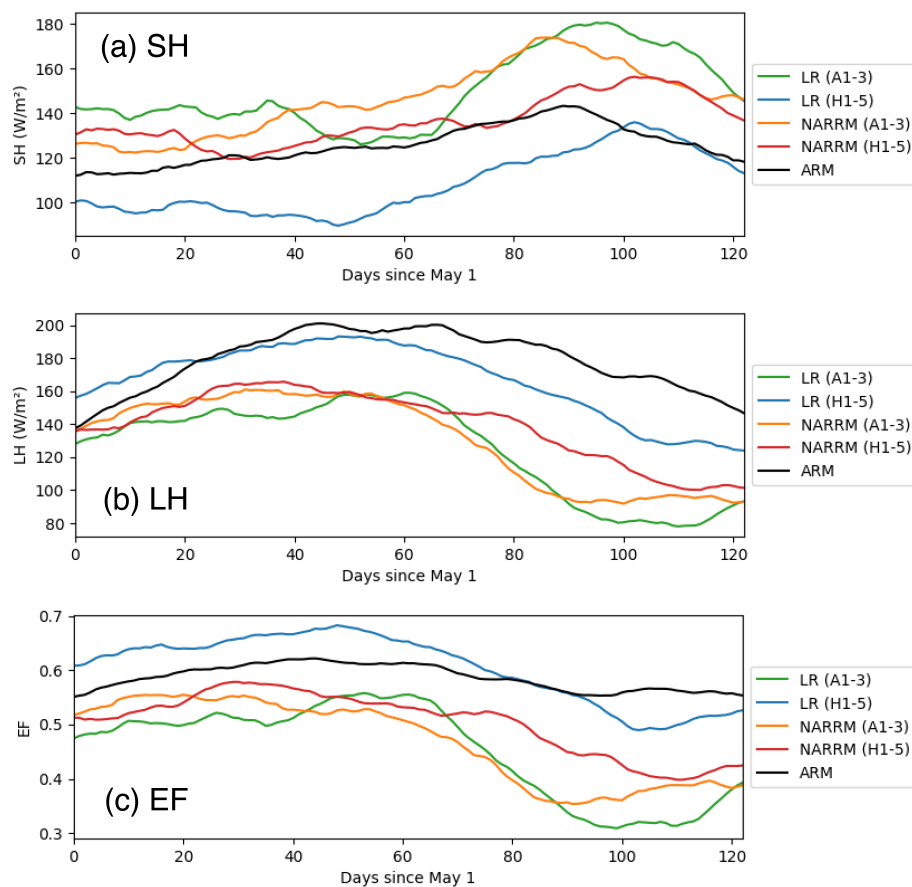 (a) SH
SH (W/m²)
180
160
140
120
100
0 20 40 60 80 100 120
Days since May 1
LR (A1-3)
LR (H1-5)
NARRM (A1-3)
NARRM (H1-5)
ARM
(b) LH
LH (W/m²)
200
180
160
140
120
100
80
0 20 40 60 80 100 120
Days since May 1
LR (A1-3)
LR (H1-5)
NARRM (A1-3)
NARRM (H1-5)
ARM
(c) EF
EF
0.7
0.6
0.5
0.4
0.3
0 20 40 60 80 100 120
Days since May 1
LR (A1-3)
LR (H1-5)
NARRM (A1-3)
NARRM (H1-5)
ARM